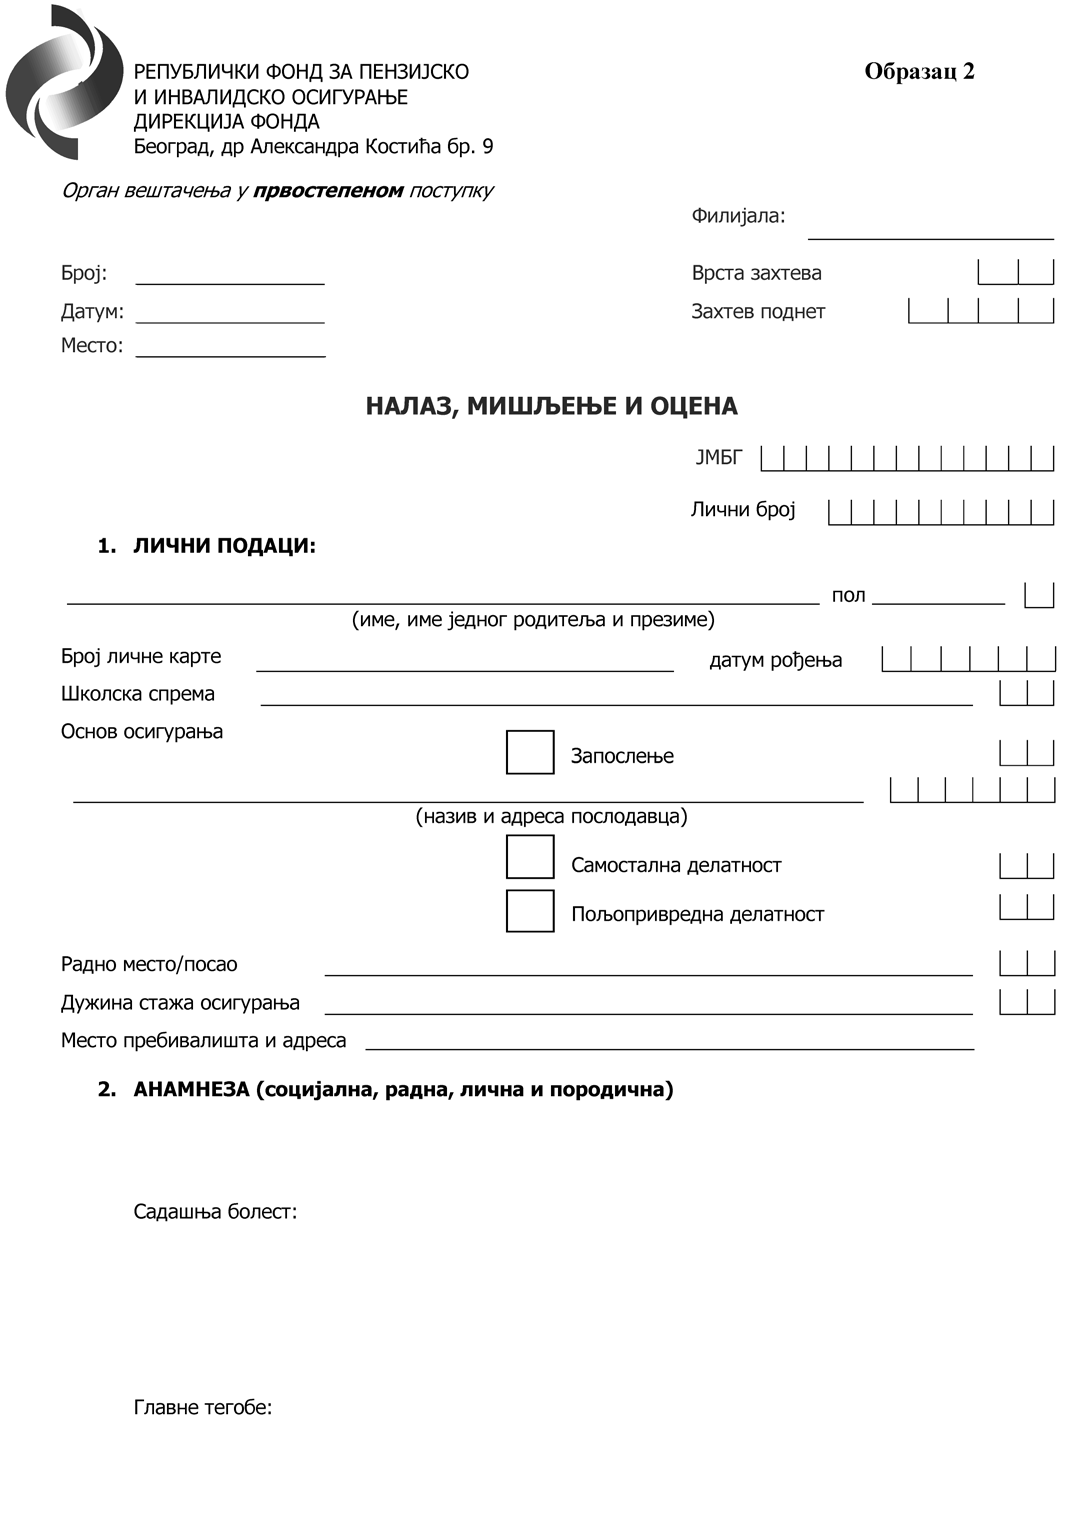 РЕПУБЛИЧКИ ФОНД ЗА ПЕНЗИЈСКО
Образац 2
И ИНВАЛИДСКО ОСИГУРАЊЕ
ДИРЕКЦИЈА ФОНДА
Београд, др Александра Костића бр. 9
Орган вештачења у првостепеном поступку
Филијала:
Број:
Врста захтева
Датум:
Захтев поднет
Место:
НАЛАЗ, МИШЉЕЊЕ И ОЦЕНА
ЈМБГ
Лични број
1. ЛИЧНИ ПОДАЦИ:
пол
(име, име једног родитеља и презиме)
Број личне карте
датум рођења
Школска спрема
Основ осигурања
Запослење
(назив и адреса послодавца)
Самостална делатност
Пољопривредна делатност
Радно место/посао
Дужина стажа осигурања
Место пребивалишта и адреса
2. АНАМНЕЗА (социјална, радна, лична и породична)
Садашња болест:
Главне тегобе: